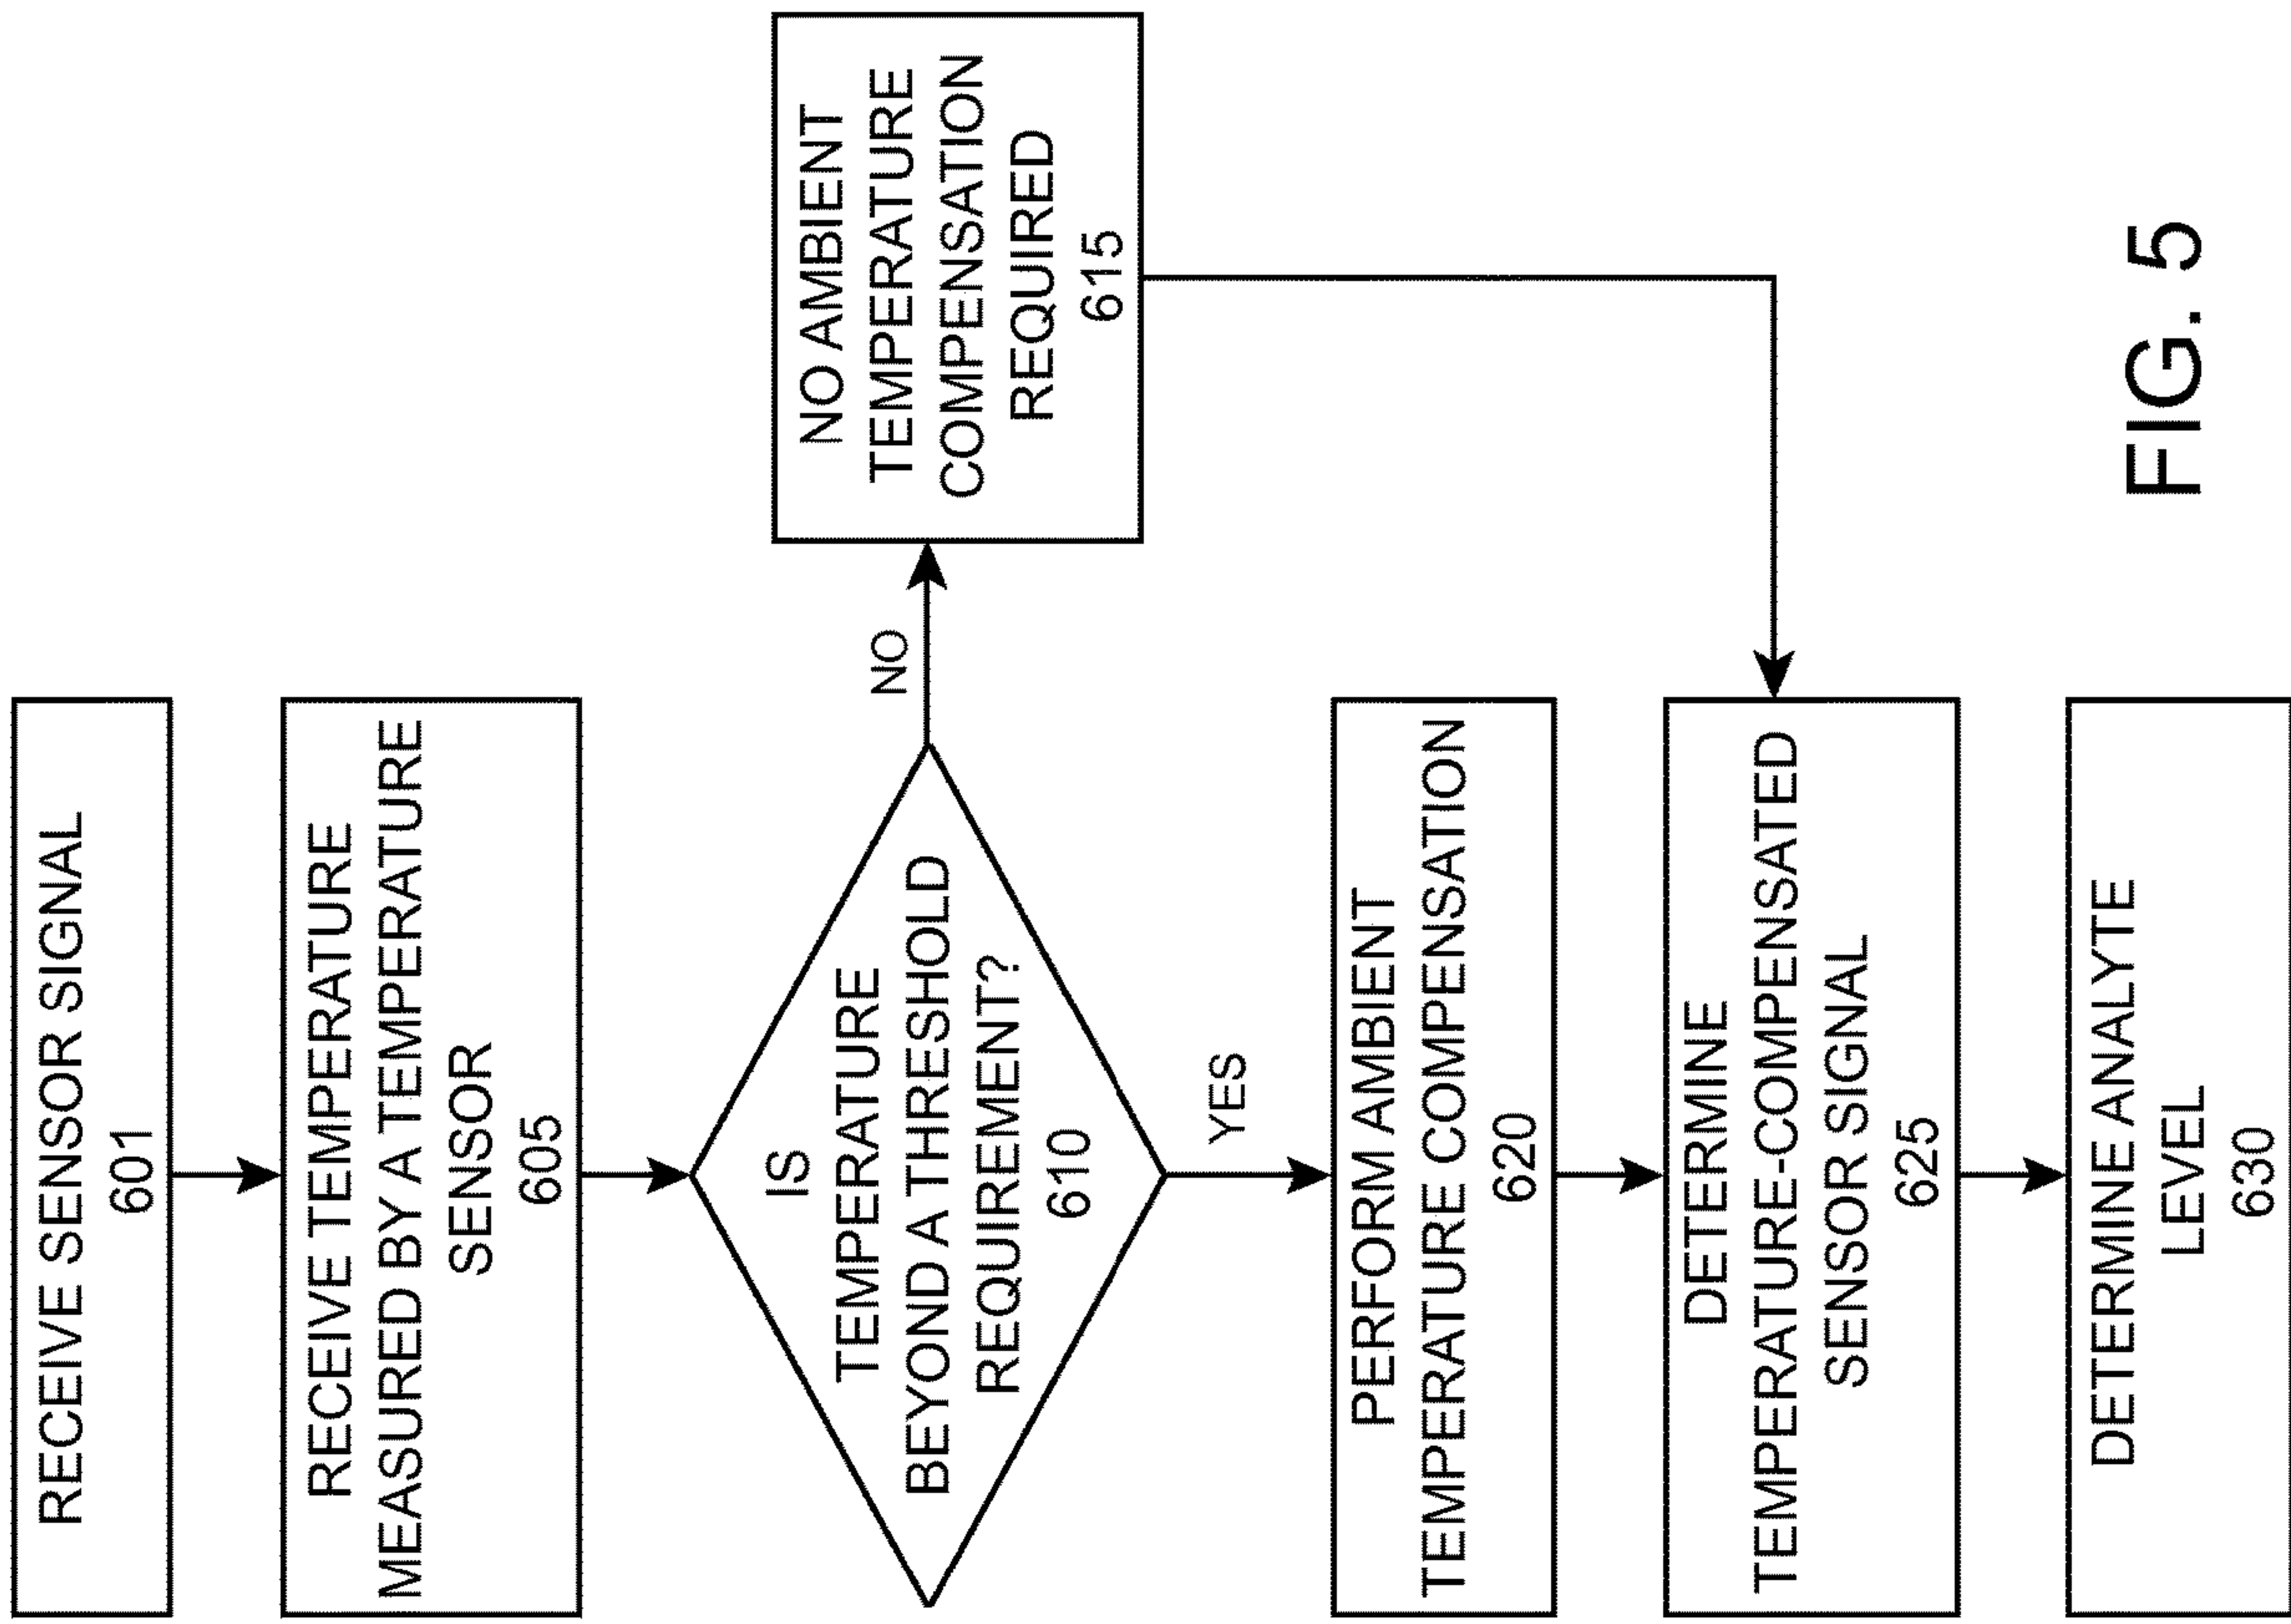 RECEIVE SENSOR SIGNAL
601
RECEIVE TEMPERATURE
MEASURED BY A TEMPERATURE
SENSOR
605
IS
TEMPERATURE
BEYOND A THRESHOLD
REQUIREMENT?
610
NO
NO AMBIENT
TEMPERATURE
COMPENSATION
REQUIRED
615
YES
PERFORM AMBIENT
TEMPERATURE COMPENSATION
620
DETERMINE
TEMPERATURE-COMPENSATED
SENSOR SIGNAL
625
DETERMINE ANALYTE
LEVEL
630
FIG. 5